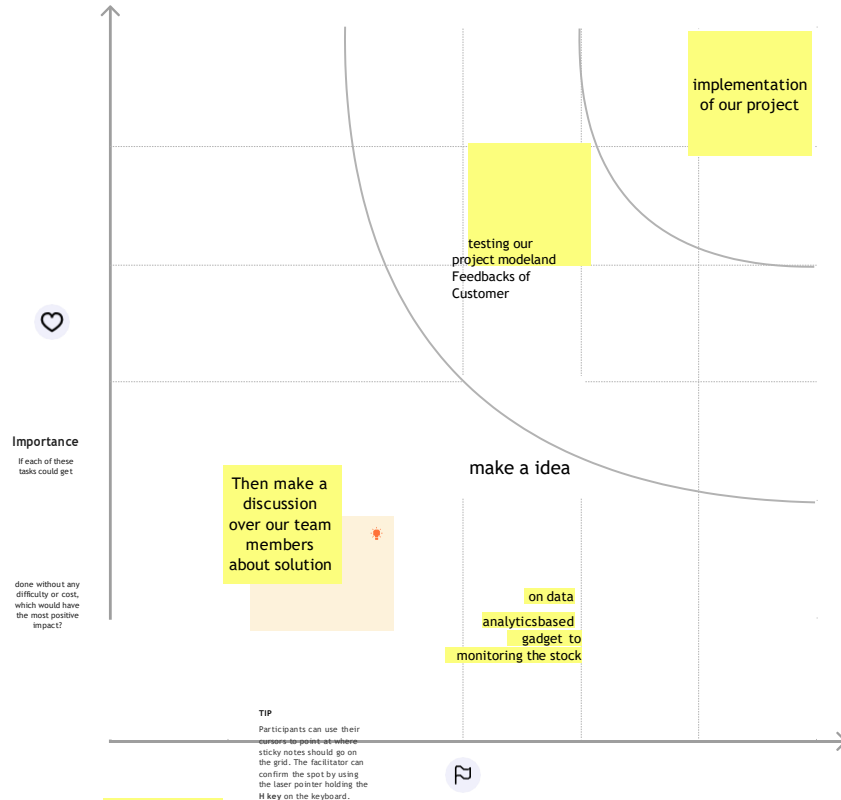 implementation
of our project
testing our
project modeland
Feedbacks of
Customer
Importance
If each of these
tasks could get
make a idea
Then make a
discussion
over our team
members
about solution
done without any
difficulty or cost,
which would have
the most positive
impact?
on data
analyticsbased
gadget to
monitoring the stock
TIP
Participants can use their
cursors to point at where
sticky notes should go on
the grid. The facilitator can
confirm the spot by using
the laser pointer holding the
H key on the keyboard.